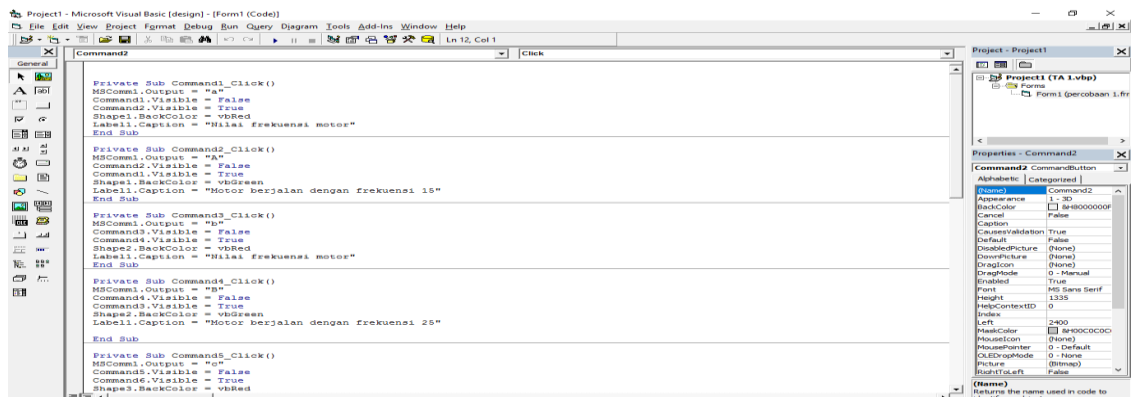 Project1 - Microsoft Visual Basic [design] - [Form1 (Code)]
File Edit View Project Format Debug Run Query Diagram Tools Add-Ins Window Help
Ln 12, Col 1
General
Command2
Click
Private Sub Command1_Click()
MSComm1.Output = "a"
Command1.Visible = False
Command2.Visible = True
Shape1.BackColor = vbRed
Label1.Caption = "Nilai frekuensi motor"
End Sub
Private Sub Command2_Click()
MSComm1.Output = "A"
Command2.Visible = False
Command1.Visible = True
Shape1.BackColor = vbGreen
Label1.Caption = "Motor berjalan dengan frekuensi 15"
End Sub
Private Sub Command3_Click()
MSComm1.Output = "b"
Command3.Visible = False
Command4.Visible = True
Shape2.BackColor = vbRed
Label1.Caption = "Nilai frekuensi motor"
End Sub
Private Sub Command4_Click()
MSComm1.Output = "B"
Command4.Visible = False
Command3.Visible = True
Shape2.BackColor = vbGreen
Label1.Caption = "Motor berjalan dengan frekuensi 25"
End Sub
Private Sub Command5_Click()
MSComm1.Output = "c"
Command5.Visible = False
Command6.Visible = True
Shape3.BackColor = vbRed
Project - Project1
Project1 (TA 1.vbp)
Forms
Form1 (percobaan 1.frr
Properties - Command2
Command2 CommandButton
Alphabetic Categorized
(Name) Command2
Appearance 1 - 3D
BackColor &H8000000F
Cancel False
Caption
CausesValidation True
Default False
DisabledPicture (None)
DownPicture (None)
DragIcon (None)
DragMode 0 - Manual
Enabled True
Font MS Sans Serif
Height 1335
HelpContextID 0
Index
Left 2400
MaskColor &H00C0C0C
MouseIcon (None)
MousePointer 0 - Default
OLEDropMode 0 - None
Picture (Bitmap)
RightToLeft False
(Name)
Returns the name used in code to